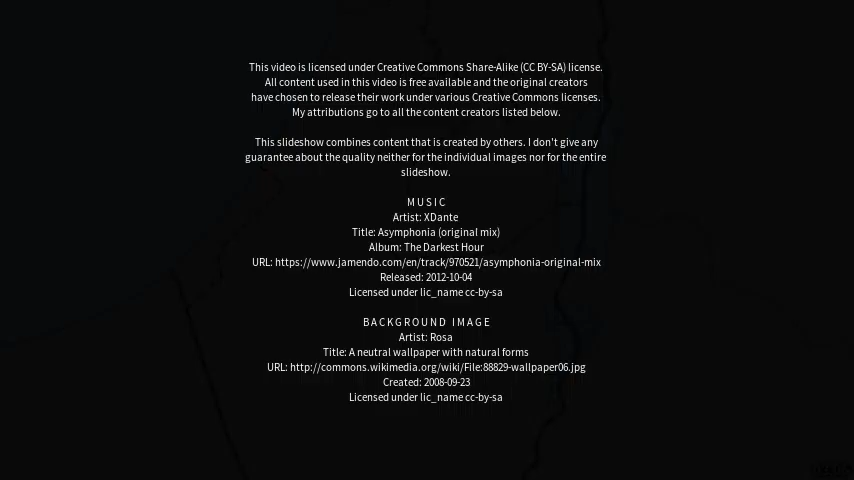 This video is licensed under Creative Commons Share-Alike (CC BY-SA) license.
All content used in this video is free available and the original creators
have chosen to release their work under various Creative Commons licenses.
My attributions go to all the content creators listed below.
This slideshow combines content that is created by others. I don't give any
guarantee about the quality neither for the individual images nor for the entire
slideshow.
MUSIC
Artist: XDante
Title: Asymphonia (original mix)
Album: The Darkest Hour
URL: https://www.jamendo.com/en/track/970521/asymphonia-original-mix
Released: 2012-10-04
Licensed under lic_name cc-by-sa
BACKGROUND IMAGE
Artist: Rosa
Title: A neutral wallpaper with natural forms
URL: http://commons.wikimedia.org/wiki/File:88829-wallpaper06.jpg
Created: 2008-09-23
Licensed under lic_name cc-by-sa